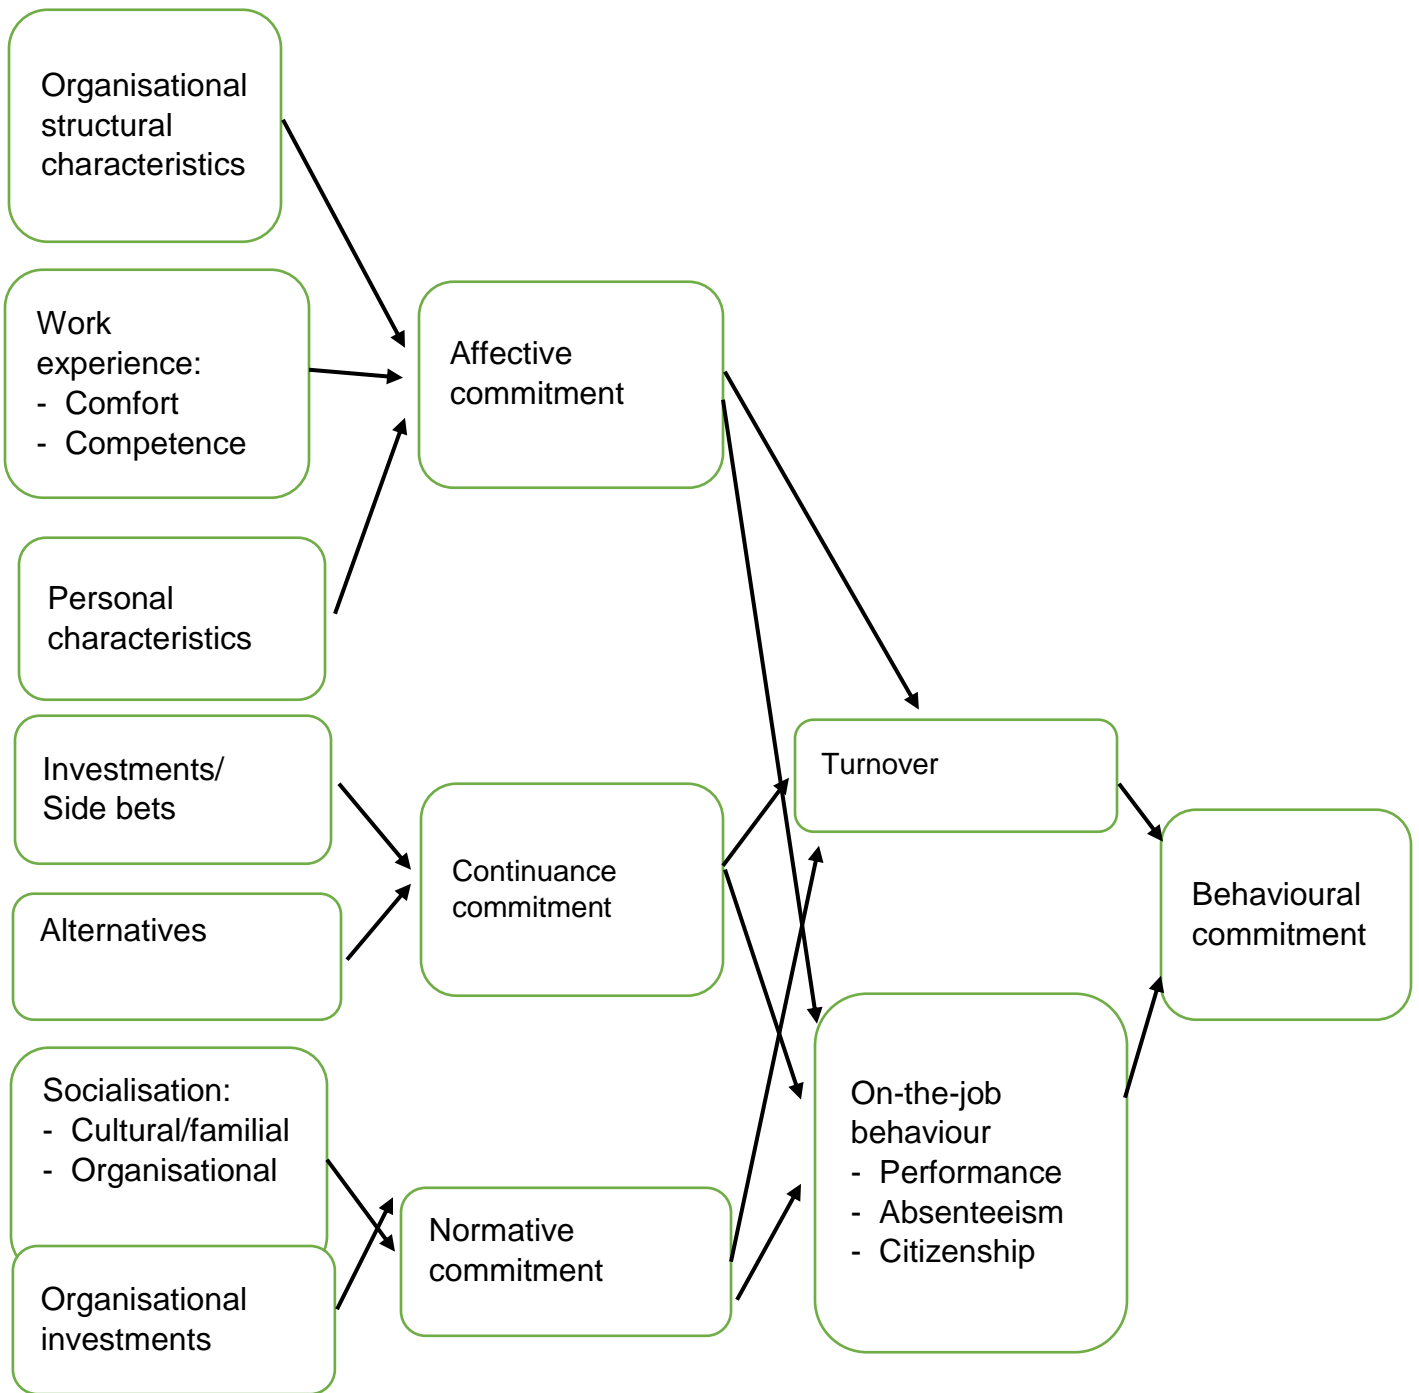 Organisational
structural
characteristics
Work
experience:
- Comfort
- Competence
Personal
characteristics
Investments/
Side bets
Alternatives
Socialisation:
- Cultural/familial
- Organisational
Organisational
investments
Affective
commitment
Continuance
commitment
Normative
commitment
Turnover
On-the-job
behaviour
- Performance
- Absenteeism
- Citizenship
Behavioural
commitment